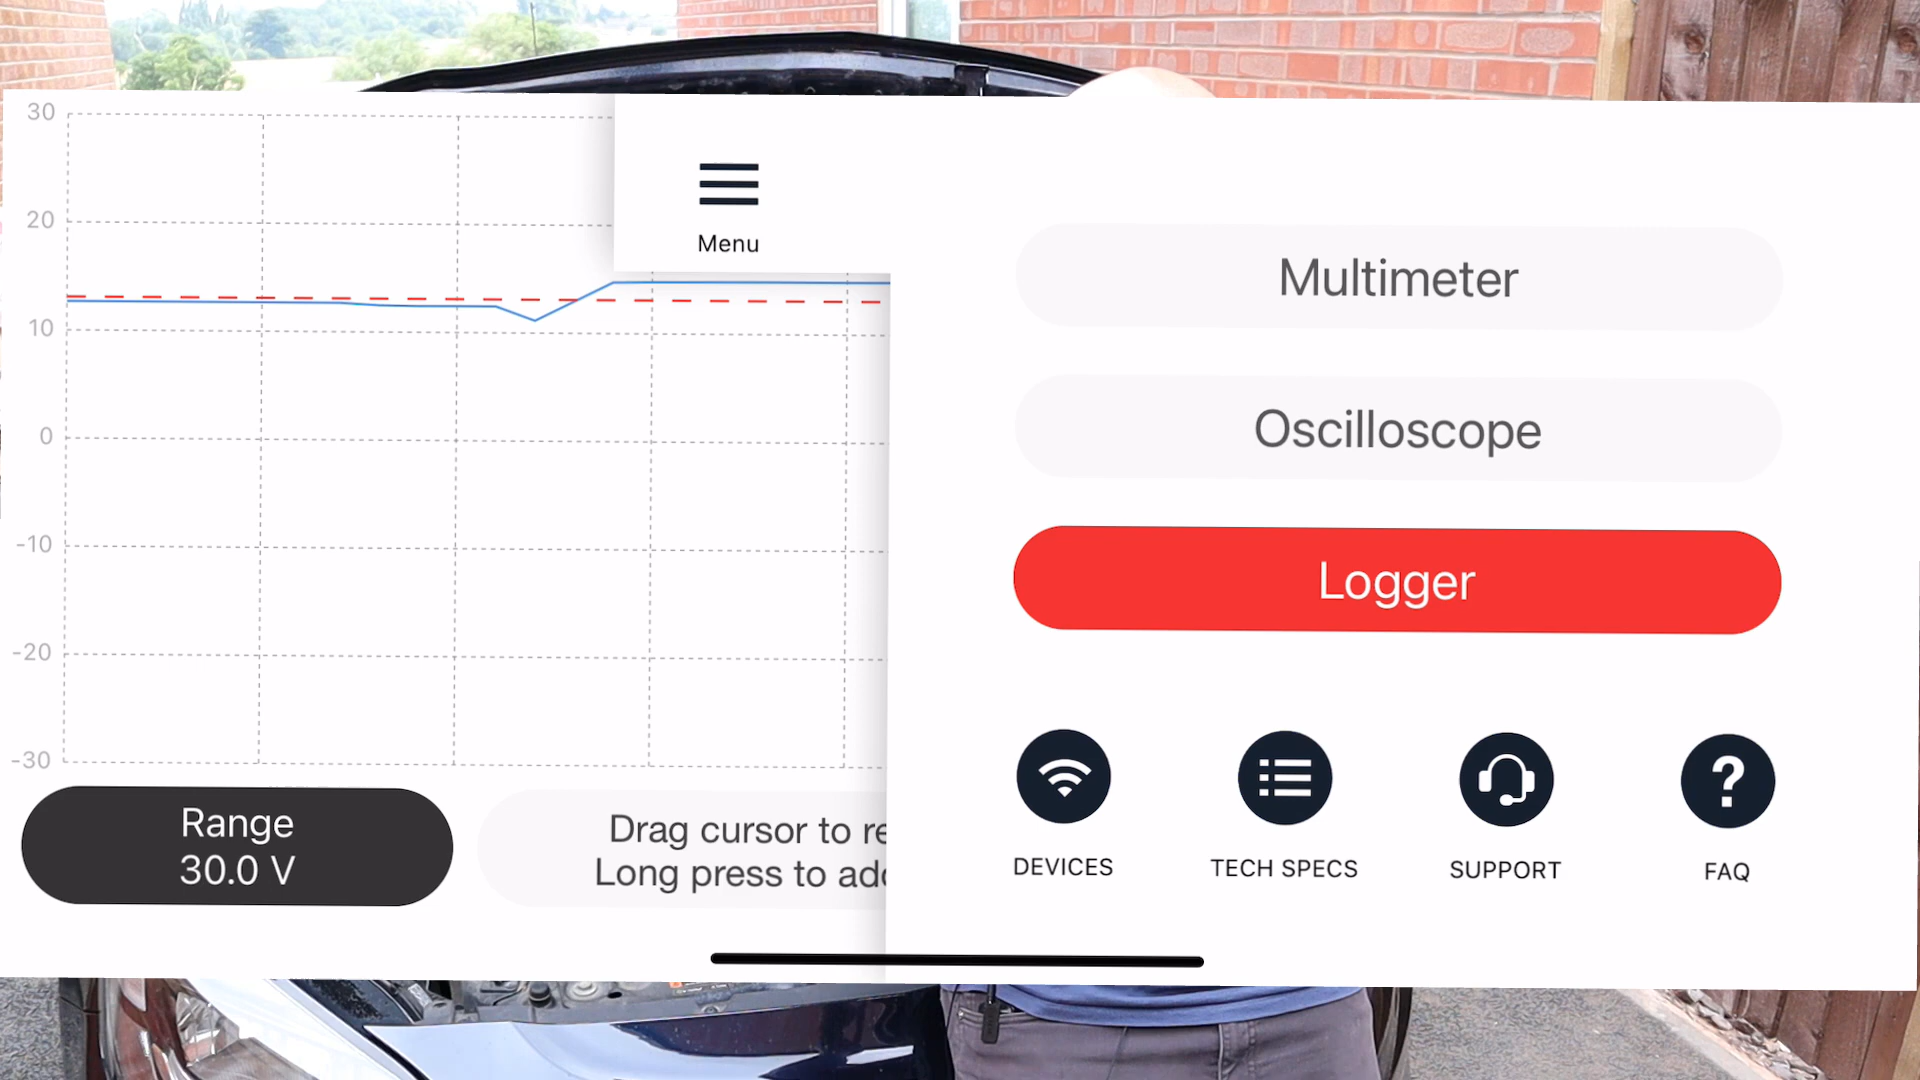 30
20
10
0
-10
-20
-30
Menu
Range
30.0 V
Drag cursor to re
Long press to add
Multimeter
Oscilloscope
Logger
DEVICES
TECH SPECS
SUPPORT
FAQ